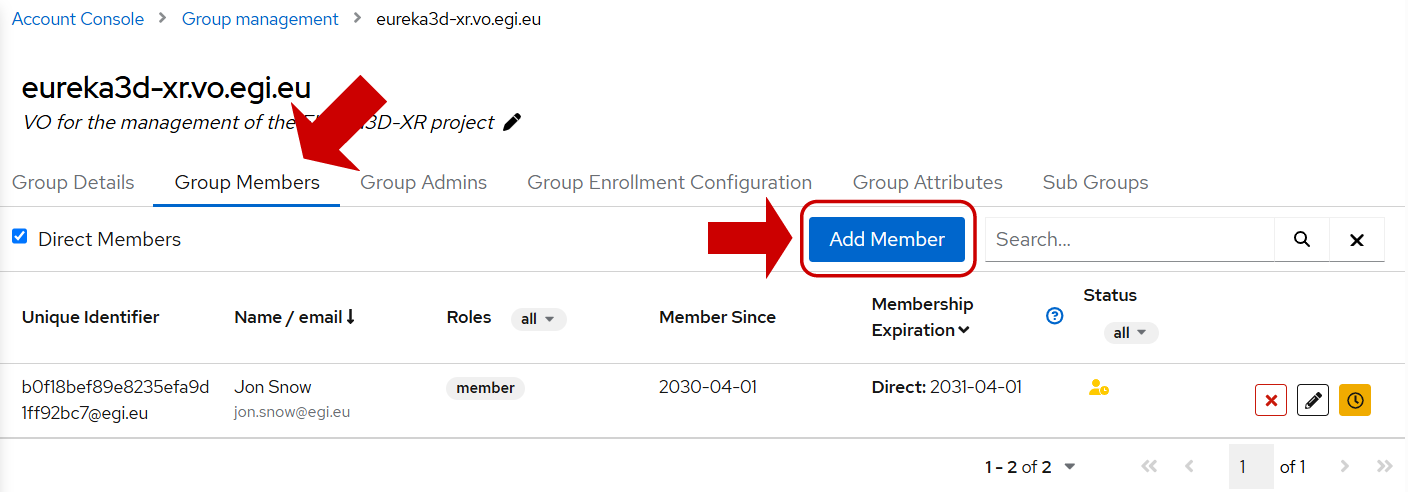 Account Console > Group management > eureka3d-xr.vo.egi.eu
eureka3d-xr.vo.egi.eu
VO for the management of the 3D-XR project
Group Details Group Members Group Admins Group Enrollment Configuration Group Attributes Sub Groups
Direct Members Add Member Search...
Unique Identifier Name / email Roles all Member Since Membership Expiration Status all
b0f18bef89e8235efa9d Jon Snow member 2030-04-01 Direct: 2031-04-01
1ff92bc7@egi.eu jon.snow@egi.eu
1 - 2 of 2 « ‹ 1 of 1 › »